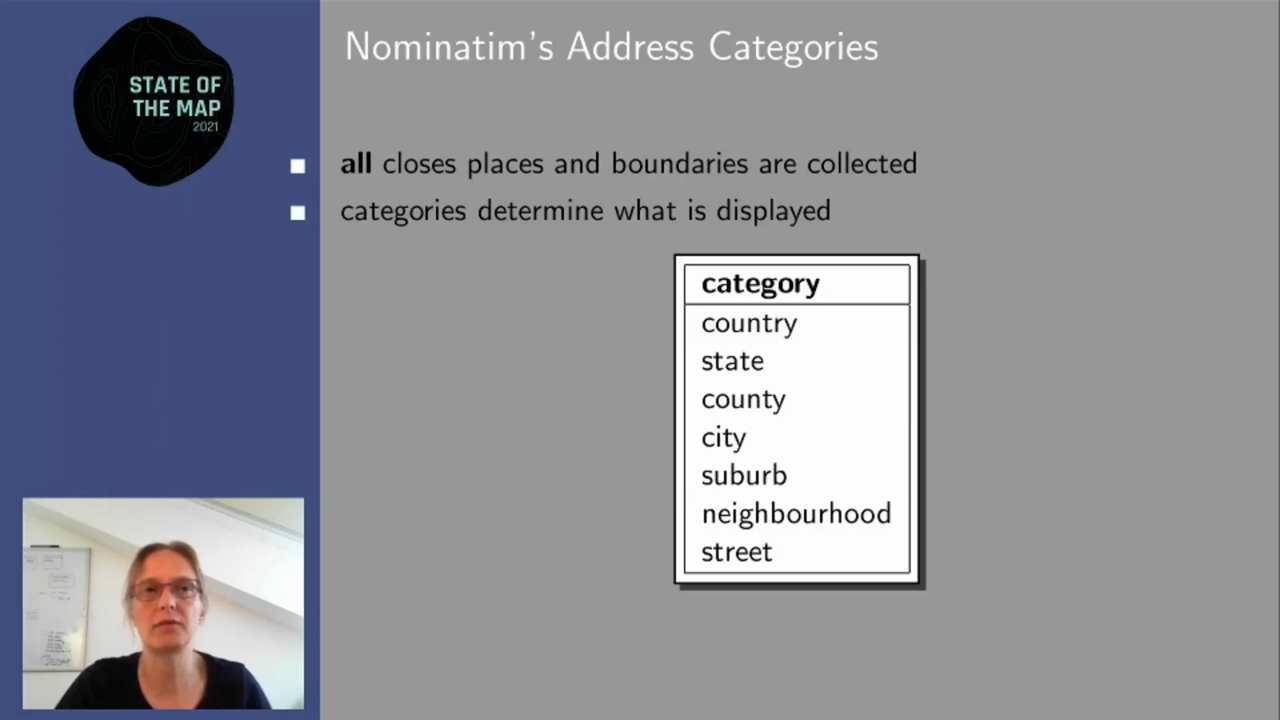 STATE OF
THE MAP
2021
Nominatim's Address Categories
all closes places and boundaries are collected
categories determine what is displayed
category
country
state
county
city
suburb
neighbourhood
street